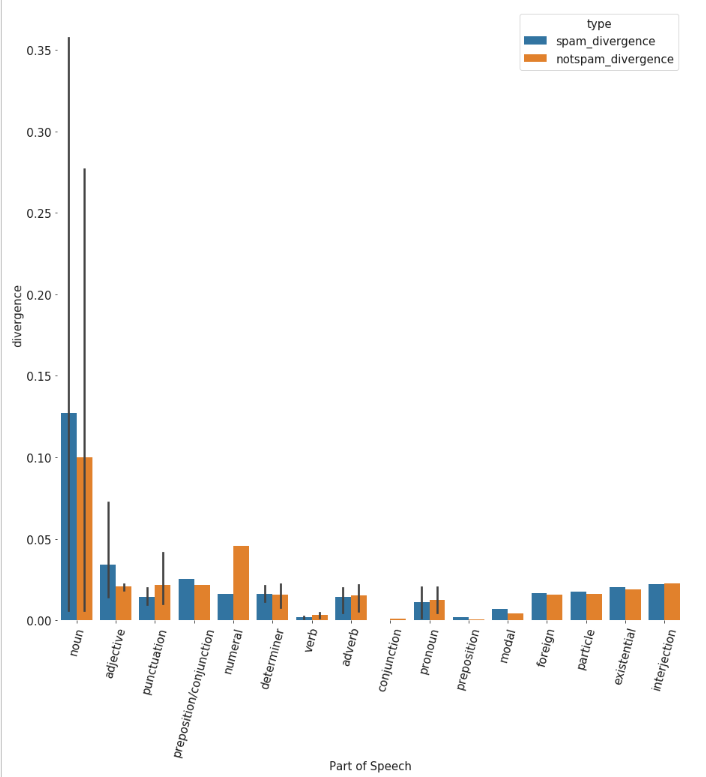 type
spam_divergence
notspam_divergence
0.35
0.30
0.25
0.20
0.15
0.10
0.05
0.00
divergence
noun
adjective
punctuation
preposition/conjunction
numeral
determiner
verb
adverb
conjunction
pronoun
preposition
modal
foreign
particle
existential
interjection
Part of Speech